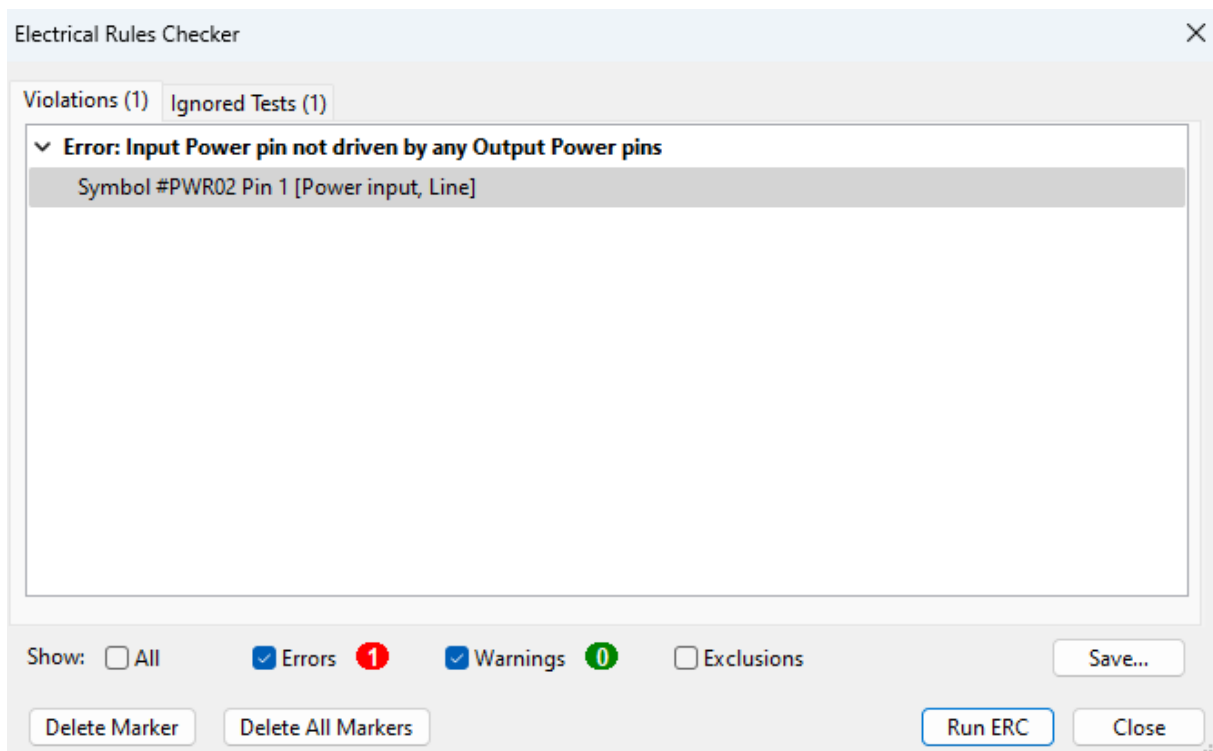 Electrical Rules Checker
Violations (1) Ignored Tests (1)
Error: Input Power pin not driven by any Output Power pins
Symbol #PWR02 Pin 1 [Power input, Line]
Show: All Errors 1 Warnings 0 Exclusions Save...
Delete Marker Delete All Markers Run ERC Close